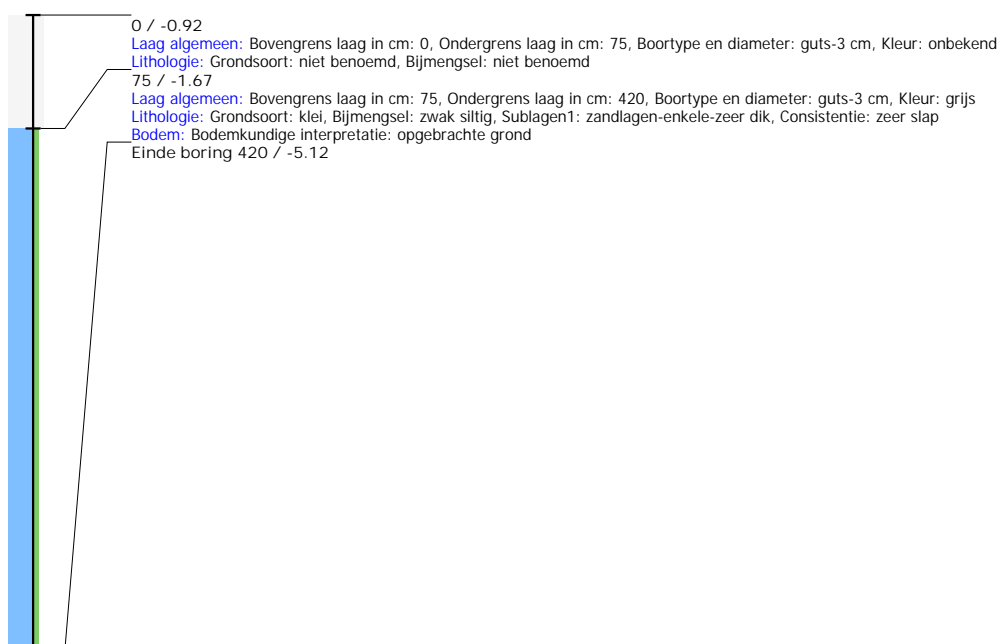 0 / -0.92
Laag algemeen: Bovengrens laag in cm: 0, Ondergrens laag in cm: 75, Boortype en diameter: guts-3 cm, Kleur: onbekend
Lithologie: Grondsoort: niet benoemd, Bijmengsel: niet benoemd
75 / -1.67
Laag algemeen: Bovengrens laag in cm: 75, Ondergrens laag in cm: 420, Boortype en diameter: guts-3 cm, Kleur: grijs
Lithologie: Grondsoort: klei, Bijmengsel: zwak siltig, Sublagen1: zandlagen-enkele-zeer dik, Consistentie: zeer slap
Bodem: Bodemkundige interpretatie: opgebrachte grond
Einde boring 420 / -5.12